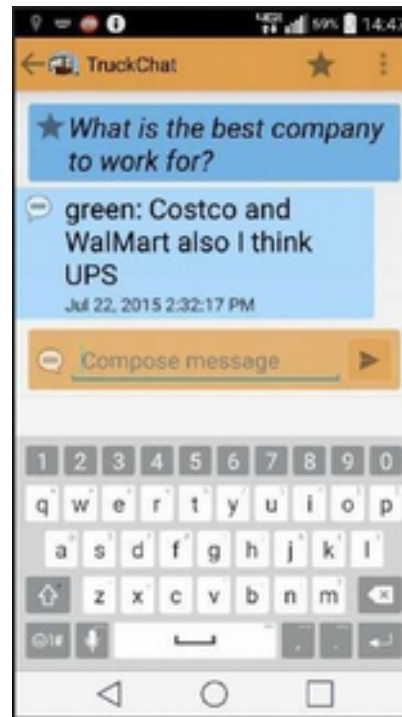 59% 14:47
TruckChat
What is the best company
to work for?
green: Costco and
WalMart also I think
UPS
Jul 22, 2015 2:32:17 PM
Compose message
1 2 3 4 5 6 7 8 9 0
q w e r t y u i o p
a s d f g h j k l
z x c v b n m